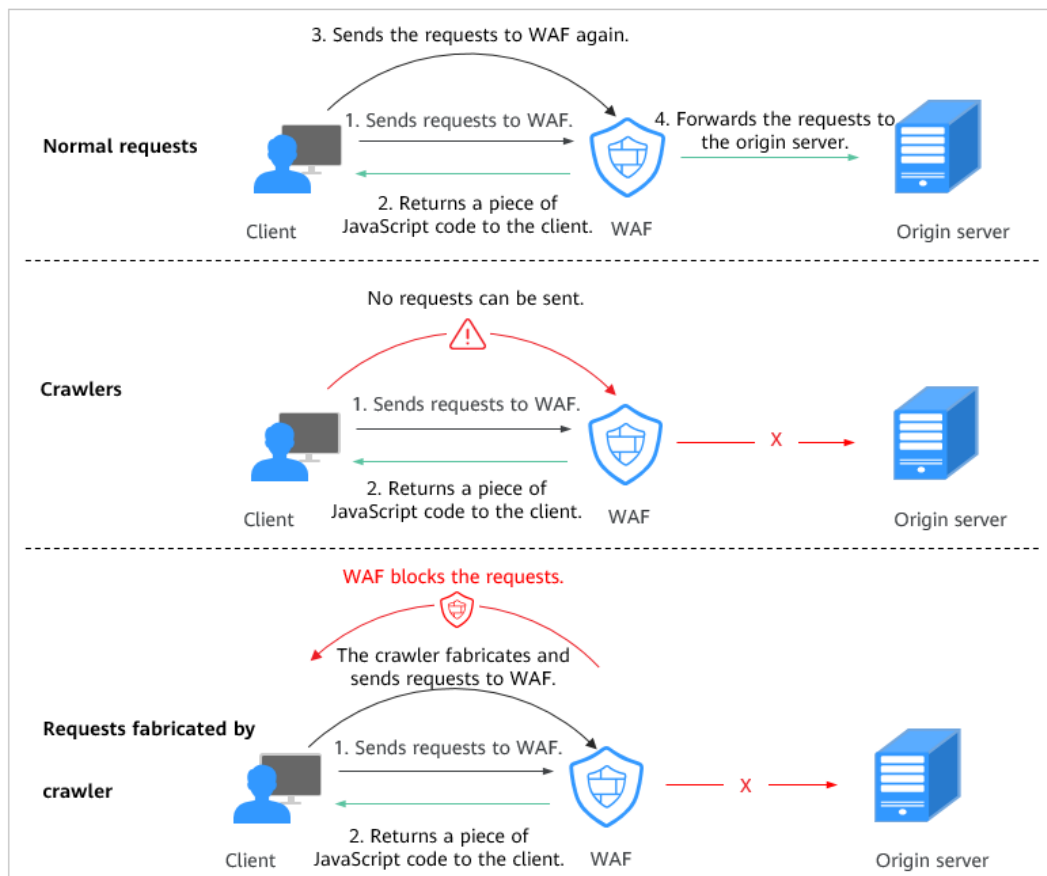 3. Sends the requests to WAF again.
Normal requests
1. Sends requests to WAF.
4. Forwards the requests to
the origin server.
2. Returns a piece of
JavaScript code to the client.
Client
WAF
Origin server
No requests can be sent.
Crawlers
1. Sends requests to WAF.
X
2. Returns a piece of
JavaScript code to the client.
Client
WAF
Origin server
WAF blocks the requests.
The crawler fabricates and
sends requests to WAF.
Requests fabricated by
crawler
1. Sends requests to WAF.
X
2. Returns a piece of
JavaScript code to the client.
Client
WAF
Origin server